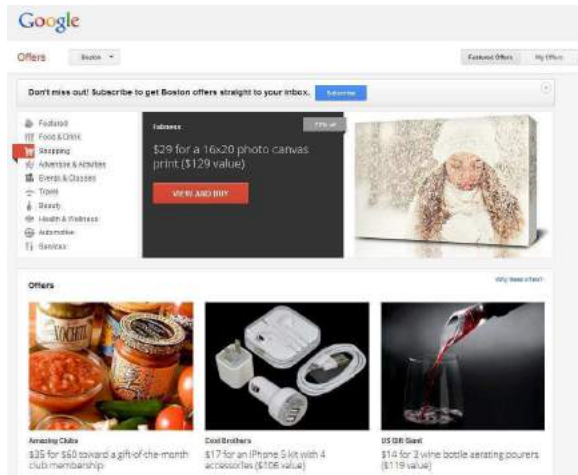 Google
Offers
Boston
Featured Offers
My Offers
Don't miss out! Subscribe to get Boston offers straight to your inbox.
Subscribe
Featured
Food & Drink
Shopping
Adventure & Activities
Events & Classes
Travel
Beauty
Health & Wellness
Automotive
Services
$29 for a 16x20 photo canvas
print ($129 value)
VIEW AND BUY
Offers
Why these offers?
XOCHITL
Amazing Clubs
$35 for $60 toward a gift-of-the-month
club membership
Cool Brothers
$17 for an iPhone 5 kit with 4
accessories ($106 value)
US Gift Giant
$14 for 3 wine bottle aerating pourers
($119 value)